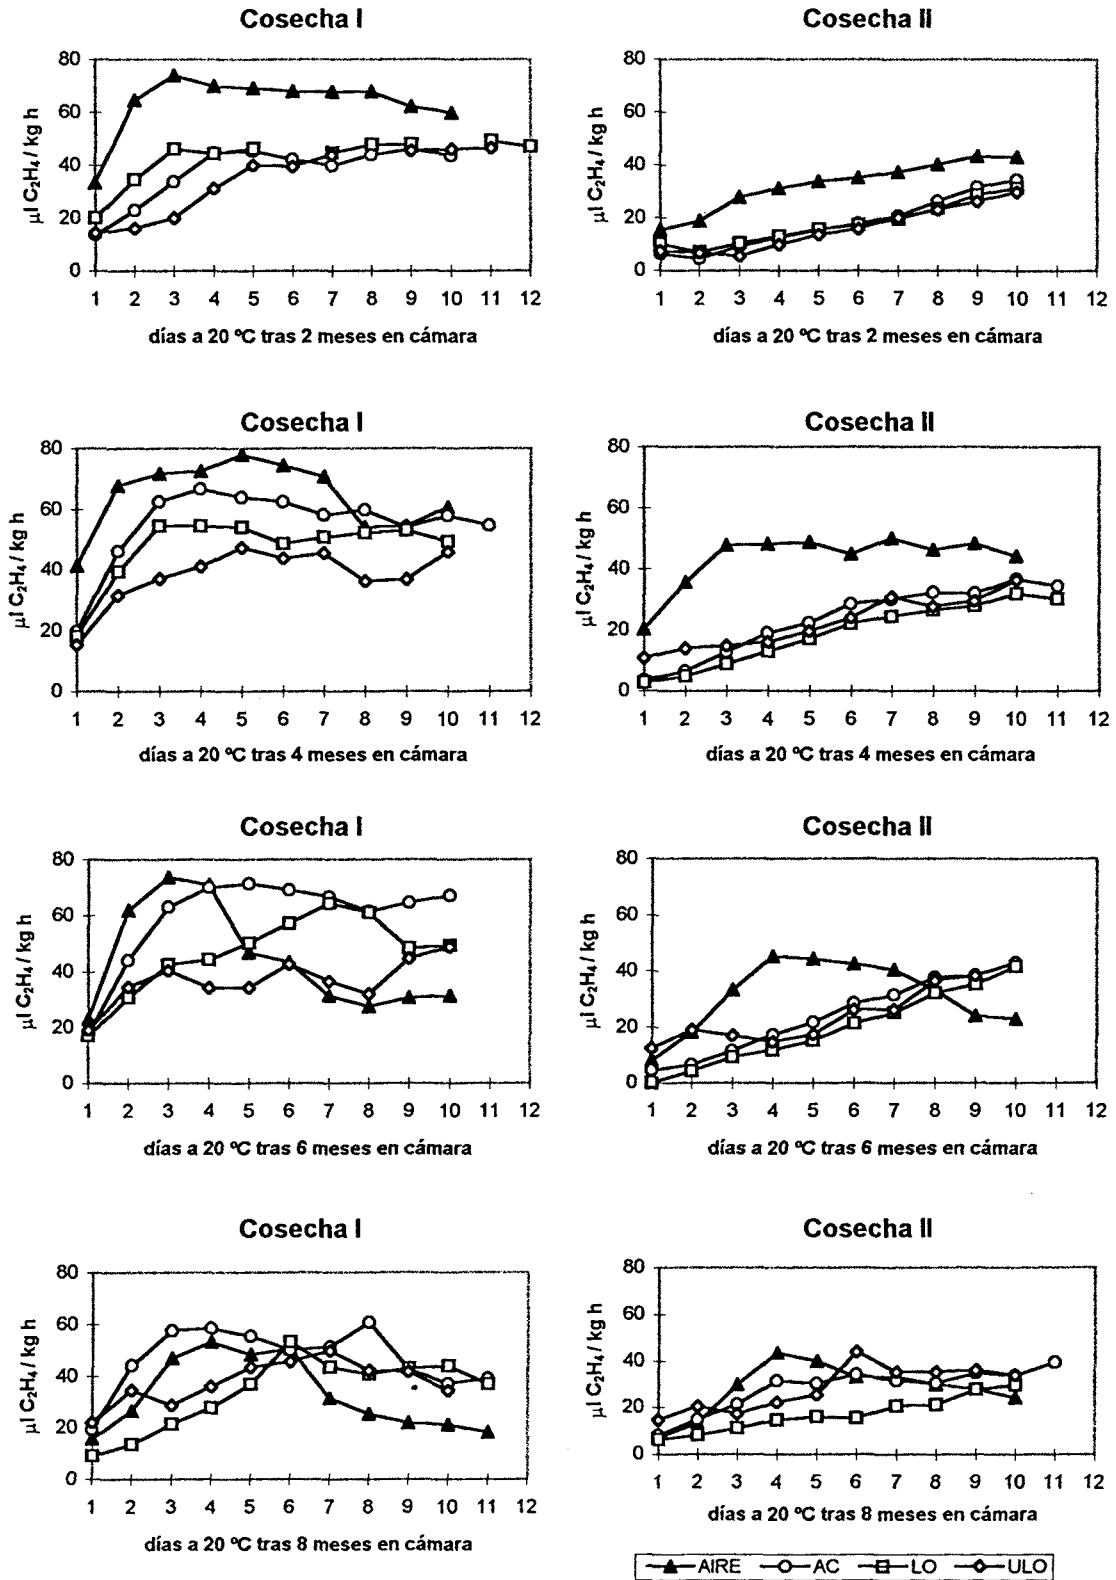 Cosecha I
80
60
40
20
0
µl C₂H₄ / kg h
1 2 3 4 5 6 7 8 9 10 11 12
días a 20 ºC tras 2 meses en cámara
Cosecha II
80
60
40
20
0
µl C₂H₄ / kg h
1 2 3 4 5 6 7 8 9 10 11 12
días a 20 ºC tras 2 meses en cámara
Cosecha I
80
60
40
20
0
µl C₂H₄ / kg h
1 2 3 4 5 6 7 8 9 10 11 12
días a 20 ºC tras 4 meses en cámara
Cosecha II
80
60
40
20
0
µl C₂H₄ / kg h
1 2 3 4 5 6 7 8 9 10 11 12
días a 20 ºC tras 4 meses en cámara
Cosecha I
80
60
40
20
0
µl C₂H₄ / kg h
1 2 3 4 5 6 7 8 9 10 11 12
días a 20 ºC tras 6 meses en cámara
Cosecha II
80
60
40
20
0
µl C₂H₄ / kg h
1 2 3 4 5 6 7 8 9 10 11 12
días a 20 ºC tras 6 meses en cámara
Cosecha I
80
60
40
20
0
µl C₂H₄ / kg h
1 2 3 4 5 6 7 8 9 10 11 12
días a 20 ºC tras 8 meses en cámara
Cosecha II
80
60
40
20
0
µl C₂H₄ / kg h
1 2 3 4 5 6 7 8 9 10 11 12
días a 20 ºC tras 8 meses en cámara
AIRE AC LO ULO